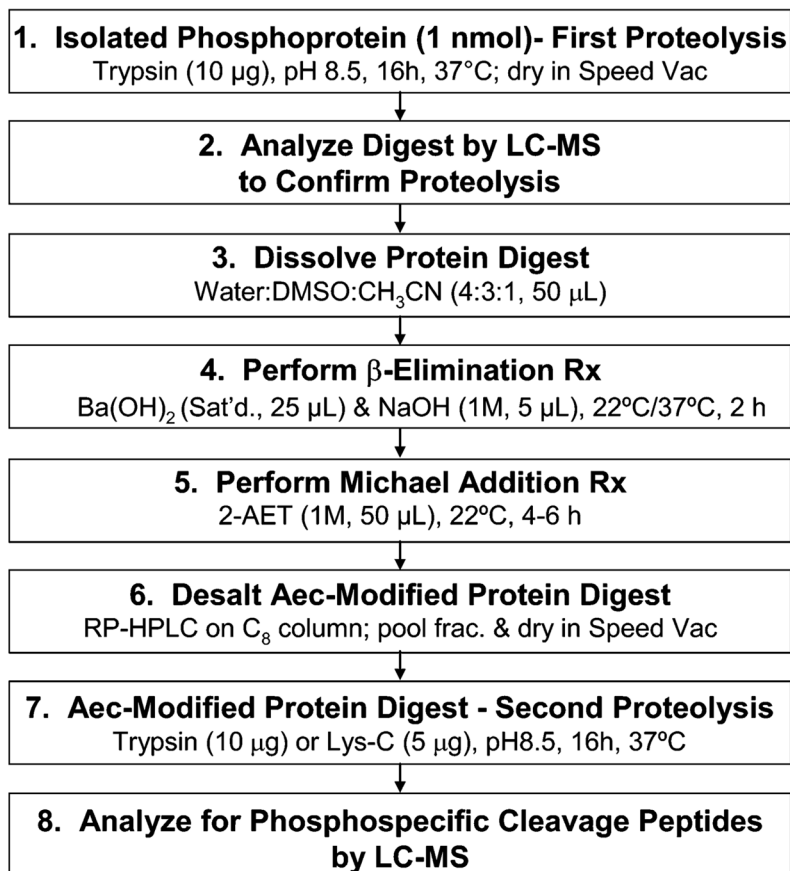 1. Isolated Phosphoprotein (1 nmol)- First Proteolysis
Trypsin (10 µg), pH 8.5, 16h, 37°C; dry in Speed Vac
2. Analyze Digest by LC-MS
to Confirm Proteolysis
3. Dissolve Protein Digest
Water:DMSO:CH₃CN (4:3:1, 50 µL)
4. Perform β-Elimination Rx
Ba(OH)₂ (Sat'd., 25 µL) & NaOH (1M, 5 µL), 22ºC/37ºC, 2 h
5. Perform Michael Addition Rx
2-AET (1M, 50 µL), 22ºC, 4-6 h
6. Desalt Aec-Modified Protein Digest
RP-HPLC on C₈ column; pool frac. & dry in Speed Vac
7. Aec-Modified Protein Digest - Second Proteolysis
Trypsin (10 µg) or Lys-C (5 µg), pH8.5, 16h, 37ºC
8. Analyze for Phosphospecific Cleavage Peptides
by LC-MS